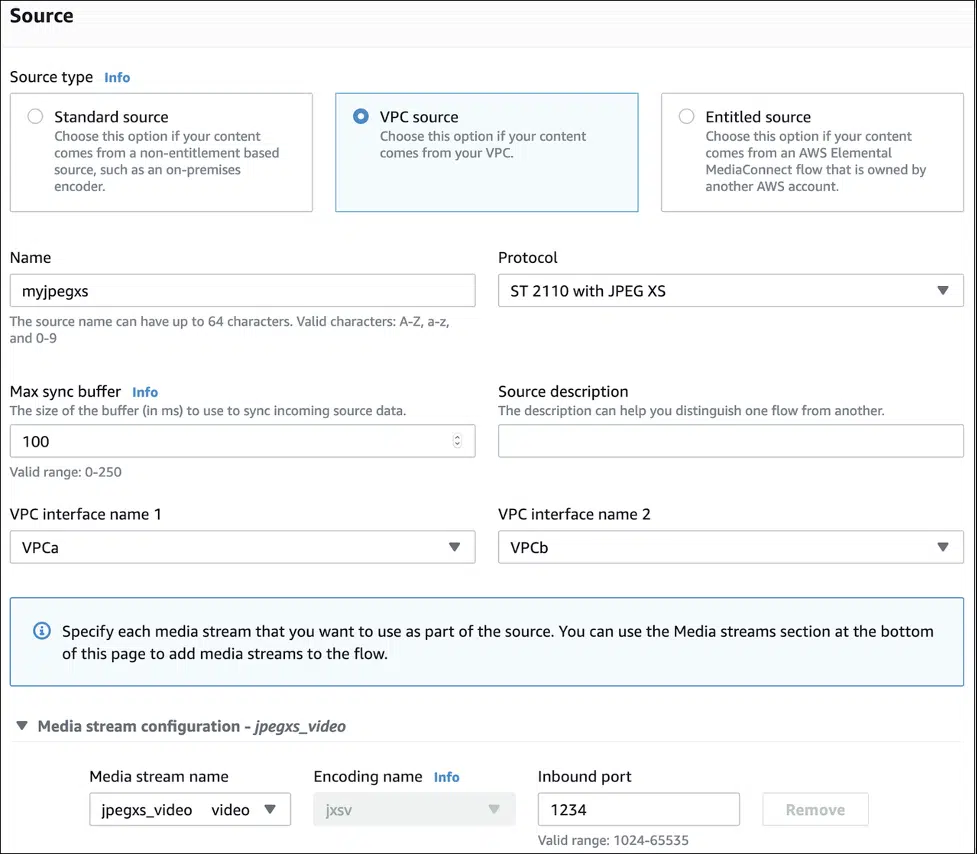 Source
Source type Info
Standard source
Choose this option if your content
comes from a non-entitlement based
source, such as an on-premises
encoder.
VPC source
Choose this option if your content
comes from your VPC.
Entitled source
Choose this option if your content
comes from an AWS Elemental
MediaConnect flow that is owned by
another AWS account.
Name
myjpegxs
The source name can have up to 64 characters. Valid characters: A-Z, a-z,
and 0-9
Protocol
ST 2110 with JPEG XS
Max sync buffer Info
The size of the buffer (in ms) to use to sync incoming source data.
100
Valid range: 0-250
Source description
The description can help you distinguish one flow from another.
VPC interface name 1
VPCa
VPC interface name 2
VPCb
Specify each media stream that you want to use as part of the source. You can use the Media streams section at the bottom
of this page to add media streams to the flow.
Media stream configuration - jpegxs_video
Media stream name
jpegxs_video video
Encoding name Info
jxsv
Inbound port
1234
Valid range: 1024-65535
Remove